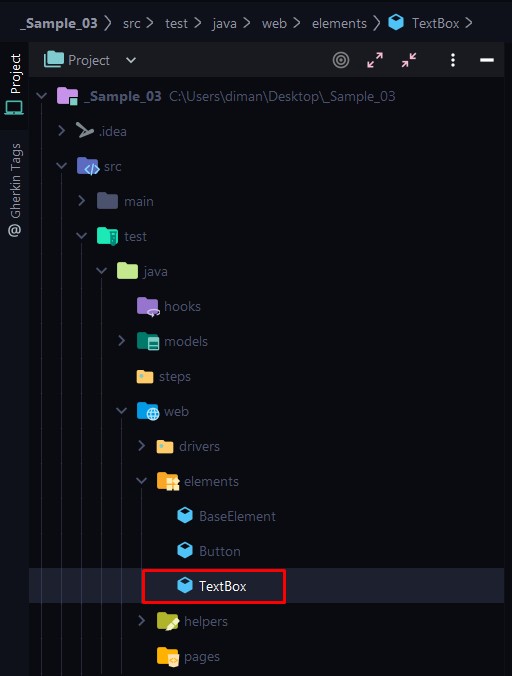 _Sample_03 > src > test > java > web > elements > TextBox >
Project
Project
_Sample_03 C:\Users\diman\Desktop\_Sample_03
.idea
Gherkin Tags
src
main
test
java
hooks
models
steps
web
drivers
elements
BaseElement
Button
TextBox
helpers
pages